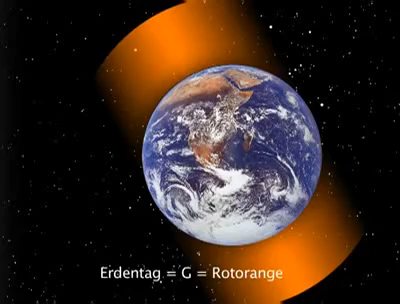 Erdentag = G = Rotorange